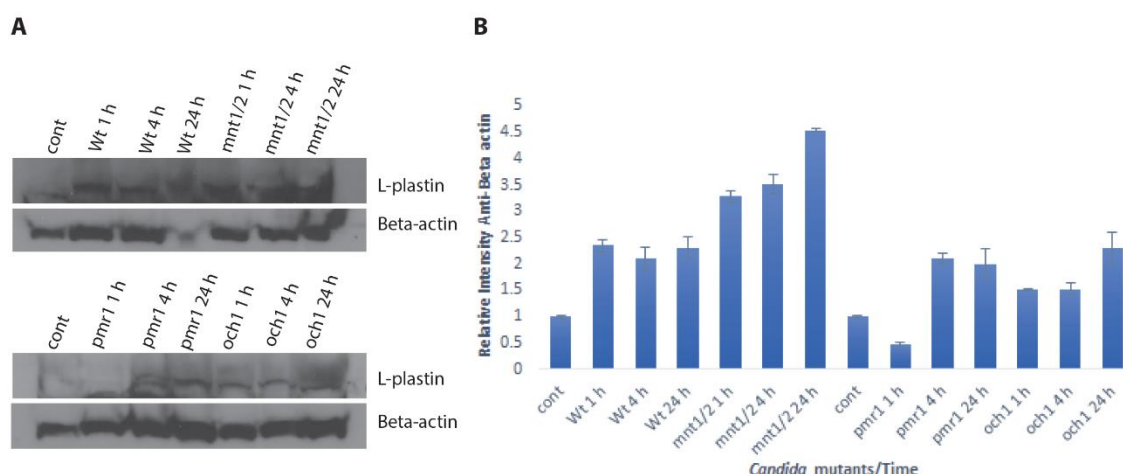 A
cont
Wt 1 h
Wt 4 h
Wt 24 h
mnt1/2 1 h
mnt1/2 4 h
mnt1/2 24 h
L-plastin
Beta-actin
cont
pmr1 1 h
pmr1 4 h
pmr1 24 h
och1 1 h
och1 4 h
och1 24 h
L-plastin
Beta-actin
B
Relative Intensity Anti-Beta actin
5
4.5
4
3.5
3
2.5
2
1.5
1
0.5
0
cont
Wt 1 h
Wt 4 h
Wt 24 h
mnt1/2 1 h
mnt1/2 4 h
mnt1/2 24 h
cont
pmr1 1 h
pmr1 4 h
pmr1 24 h
och1 1h
och1 4 h
och1 24 h
Candida mutants/Time